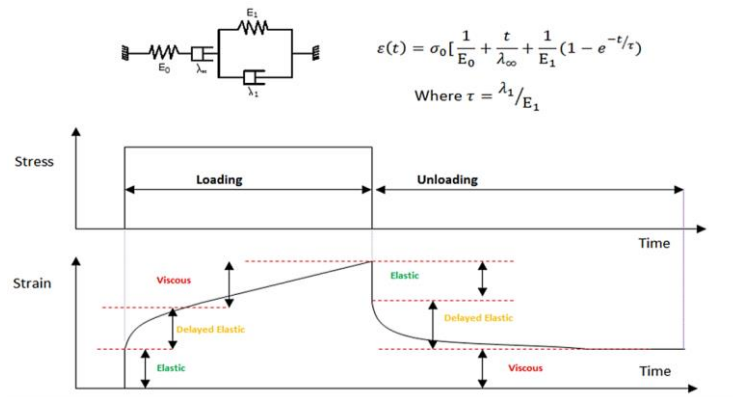 E₁
E₀
λ∞
λ₁
ε(t) = σ₀[1/E₀ + t/λ∞ + 1/E₁(1 − e^−t/τ)
Where τ = λ₁/E₁
Stress
Loading
Unloading
Time
Strain
Viscous
Delayed Elastic
Elastic
Elastic
Delayed Elastic
Viscous
Time